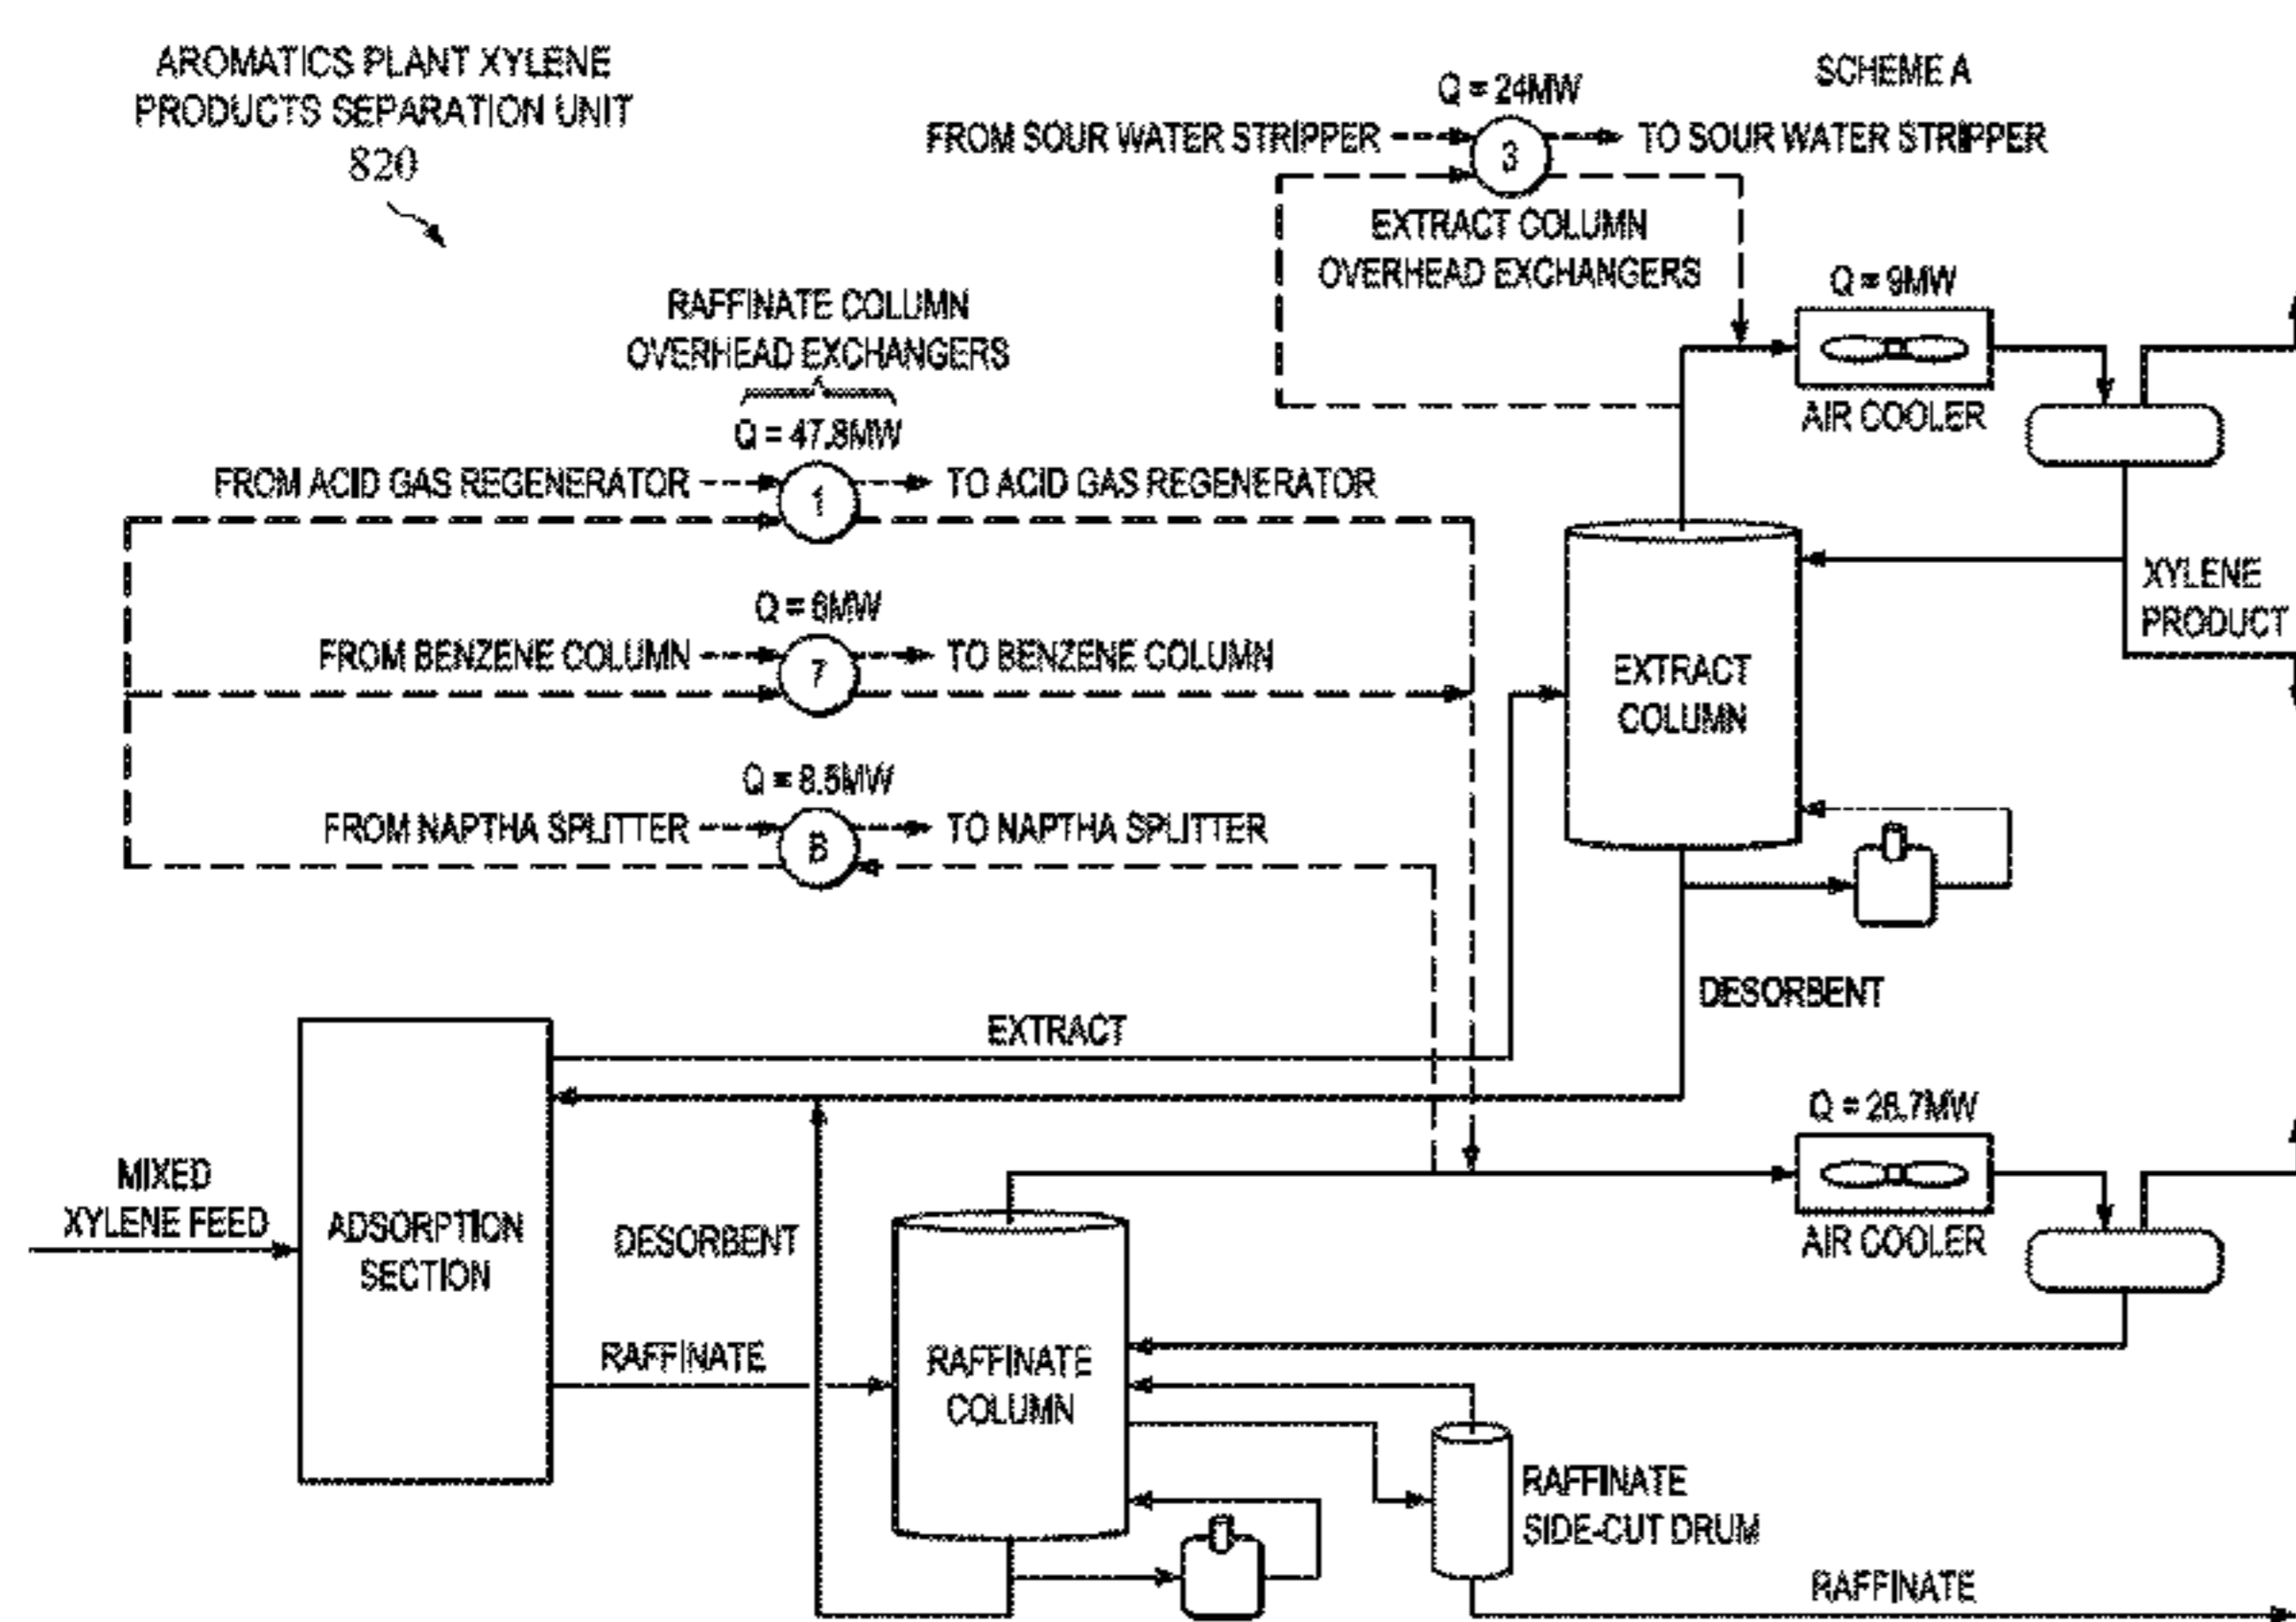 AROMATICS PLANT XYLENE
PRODUCTS SEPARATION UNIT
820
SCHEME A
Q = 24MW
FROM SOUR WATER STRIPPER
3
TO SOUR WATER STRIPPER
EXTRACT COLUMN
OVERHEAD EXCHANGERS
Q = 9MW
AIR COOLER
RAFFINATE COLUMN
OVERHEAD EXCHANGERS
Q = 47.8MW
FROM ACID GAS REGENERATOR
1
TO ACID GAS REGENERATOR
Q = 6MW
FROM BENZENE COLUMN
7
TO BENZENE COLUMN
Q = 8.5MW
FROM NAPTHA SPLITTER
8
TO NAPTHA SPLITTER
EXTRACT
COLUMN
XYLENE
PRODUCT
DESORBENT
EXTRACT
MIXED
XYLENE FEED
ADSORPTION
SECTION
DESORBENT
RAFFINATE
RAFFINATE
COLUMN
Q = 26.7MW
AIR COOLER
RAFFINATE
SIDE-CUT DRUM
RAFFINATE